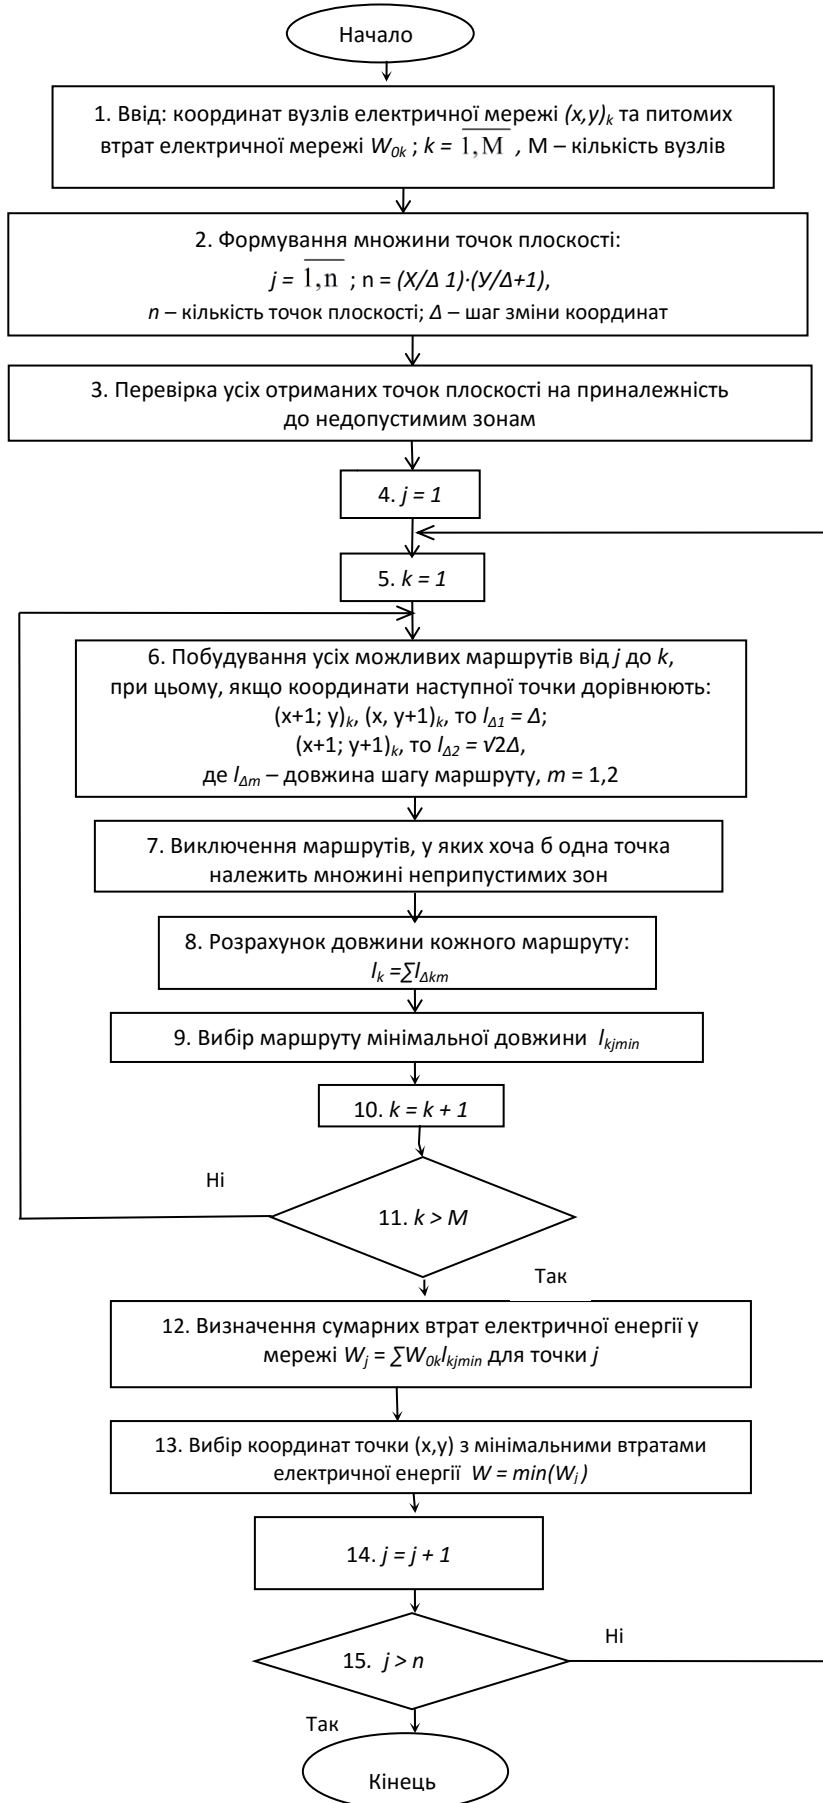 Начало
1. Ввід: координат вузлів електричної мережі (x,y)k та питомих
втрат електричної мережі W0k ; k = 1,M , М – кількість вузлів
2. Формування множини точок плоскості:
j = 1,n ; n = (X/Δ 1)·(У/Δ+1),
n – кількість точок плоскості; Δ – шаг зміни координат
3. Перевірка усіх отриманих точок плоскості на приналежність
до недопустимим зонам
4. j = 1
5. k = 1
6. Побудування усіх можливих маршрутів від j до k,
при цьому, якщо координати наступної точки дорівнюють:
(x+1; y)k, (x, y+1)k, то lΔ1 = Δ;
(x+1; y+1)k, то lΔ2 = √2Δ,
де lΔm – довжина шагу маршруту, m = 1,2
7. Виключення маршрутів, у яких хоча б одна точка
належить множині неприпустимих зон
8. Розрахунок довжини кожного маршруту:
lk =∑lΔkm
9. Вибір маршруту мінімальної довжини lkjmin
10. k = k + 1
Ні
11. k > M
Так
12. Визначення сумарних втрат електричної енергії у
мережі Wj = ∑W0klkjmin для точки j
13. Вибір координат точки (x,y) з мінімальними втратами
електричної енергії W = min(Wj )
14. j = j + 1
Ні
15. j > n
Так
Кінець